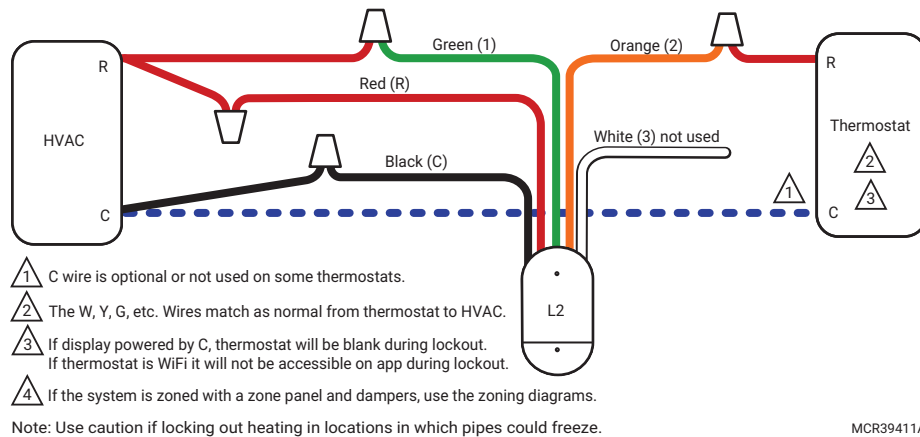 Green (1)
Orange (2)
R
R
Red (R)
HVAC
Thermostat
White (3) not used
2
Black (C)
1
3
C
C
1 C wire is optional or not used on some thermostats.
2 The W, Y, G, etc. Wires match as normal from thermostat to HVAC.
L2
3 If display powered by C, thermostat will be blank during lockout.
If thermostat is WiFi it will not be accessible on app during lockout.
4 If the system is zoned with a zone panel and dampers, use the zoning diagrams.
Note: Use caution if locking out heating in locations in which pipes could freeze.
MCR39411A